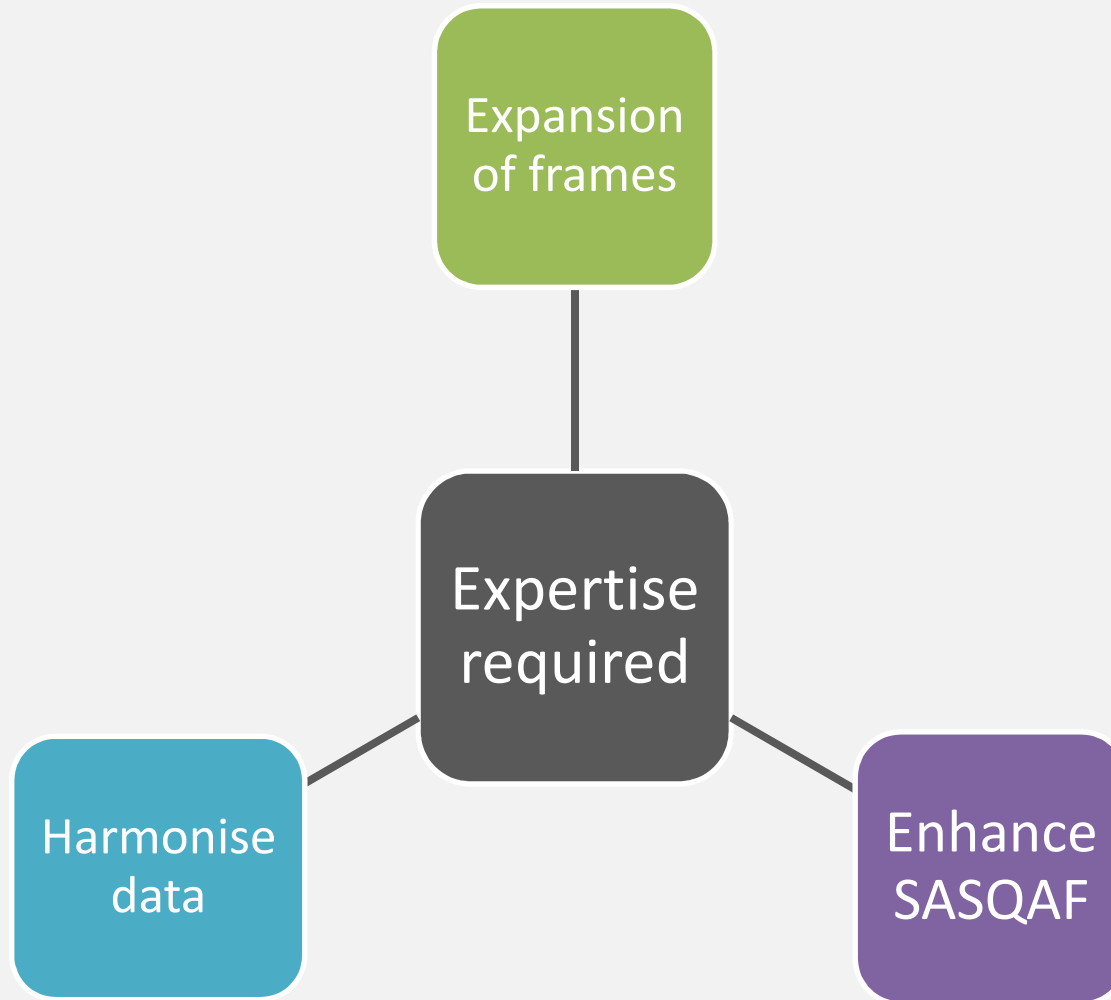 Expansion
of frames
Expertise
required
Harmonise
data
Enhance
SASQAF